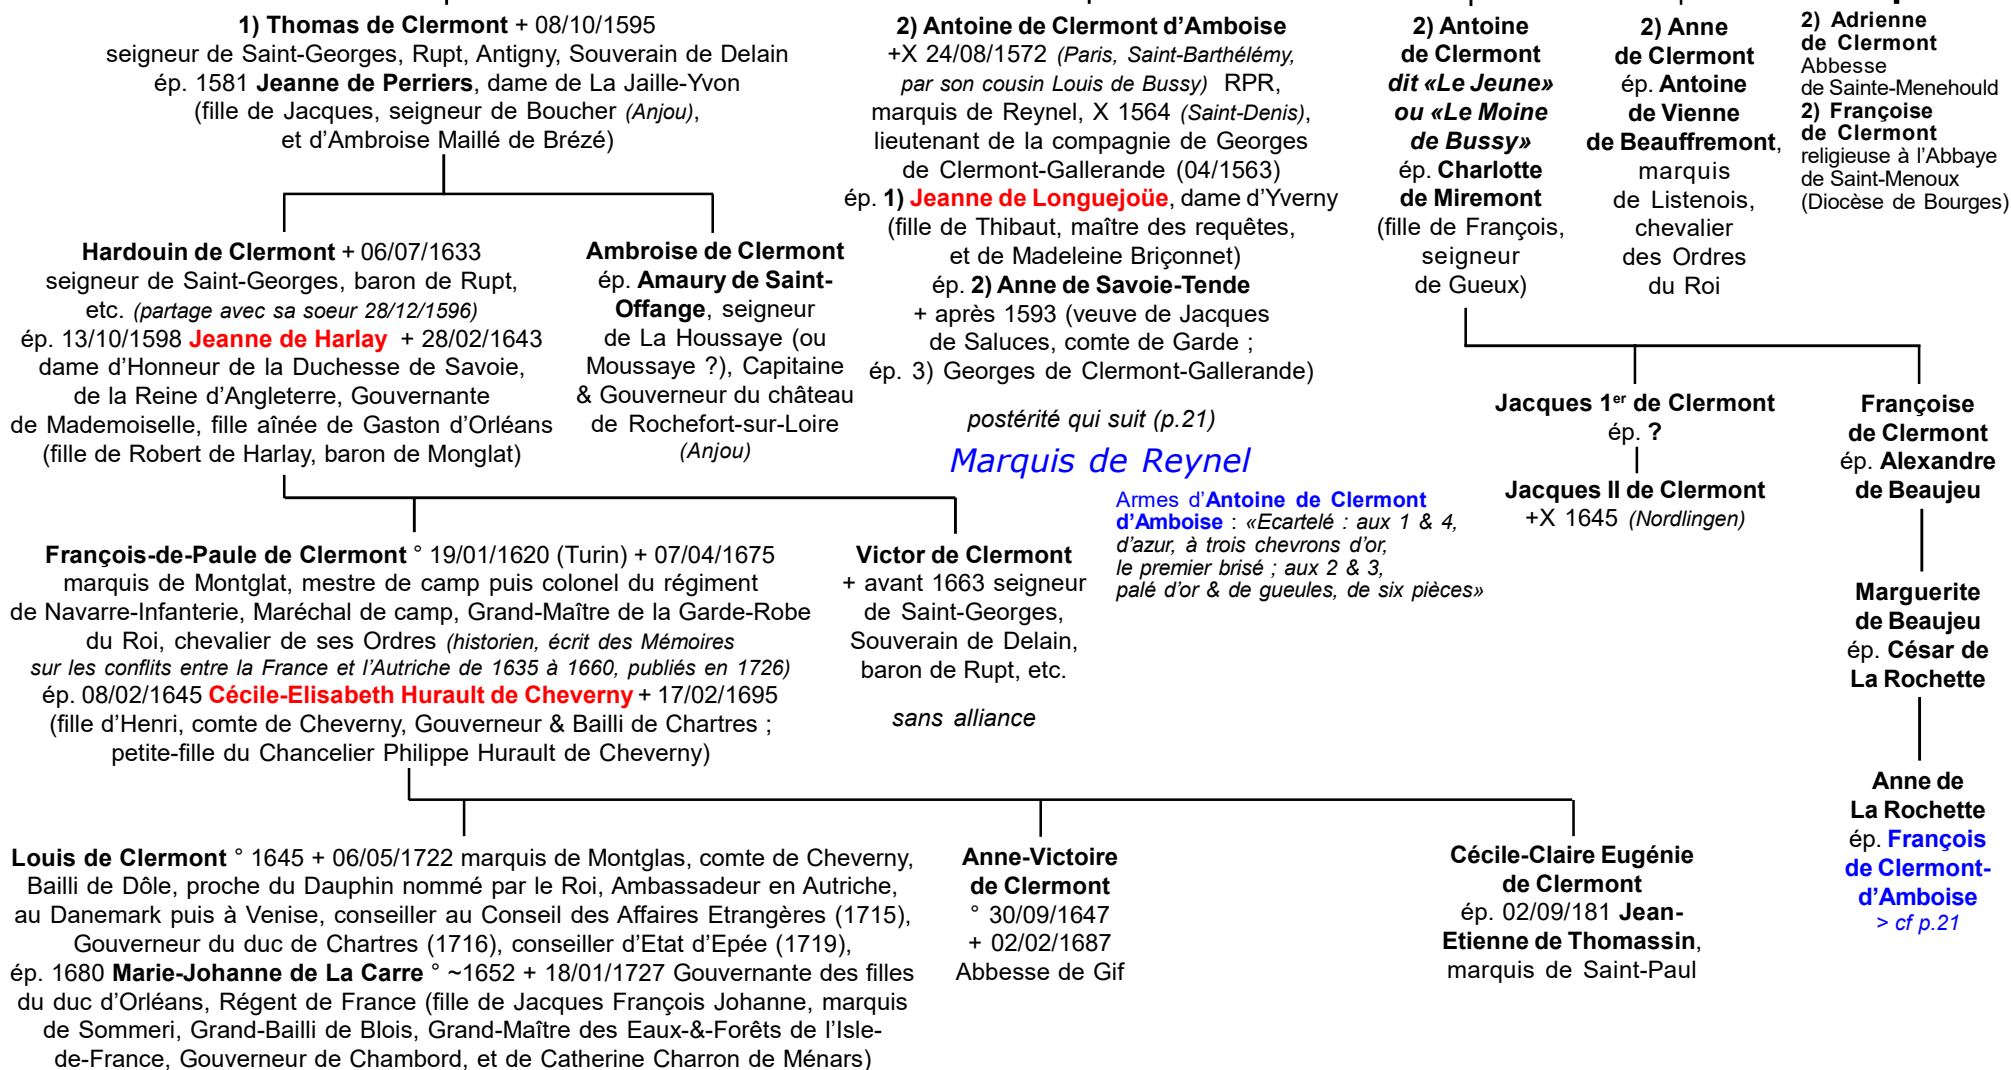 1) Thomas de Clermont + 08/10/1595
seigneur de Saint-Georges, Rupt, Antigny, Souverain de Delain
ép. 1581 Jeanne de Perriers, dame de La Jaille-Yvon
(fille de Jacques, seigneur de Boucher (Anjou),
et d'Ambroise Maillé de Brézé)
2) Antoine de Clermont d'Amboise
+X 24/08/1572 (Paris, Saint-Barthélémy,
par son cousin Louis de Bussy) RPR,
marquis de Reynel, X 1564 (Saint-Denis),
lieutenant de la compagnie de Georges
de Clermont-Gallerande (04/1563)
ép. 1) Jeanne de Longuejoüe, dame d'Yverny
(fille de Thibaut, maître des requêtes,
et de Madeleine Briçonnet)
ép. 2) Anne de Savoie-Tende
+ après 1593 (veuve de Jacques
de Saluces, comte de Garde ;
ép. 3) Georges de Clermont-Gallerande)
postérité qui suit (p.21)
Marquis de Reynel
2) Antoine
de Clermont
dit «Le Jeune»
ou «Le Moine
de Bussy»
ép. Charlotte
de Miremont
(fille de François,
seigneur
de Gueux)
2) Anne
de Clermont
ép. Antoine
de Vienne
de Beauffremont,
marquis
de Listenois,
chevalier
des Ordres
du Roi
2) Adrienne
de Clermont
Abbesse
de Sainte-Menehould
2) Françoise
de Clermont
religieuse à l'Abbaye
de Saint-Menoux
(Diocèse de Bourges)
Hardouin de Clermont + 06/07/1633
seigneur de Saint-Georges, baron de Rupt,
etc. (partage avec sa soeur 28/12/1596)
ép. 13/10/1598 Jeanne de Harlay + 28/02/1643
dame d'Honneur de la Duchesse de Savoie,
de la Reine d'Angleterre, Gouvernante
de Mademoiselle, fille aînée de Gaston d'Orléans
(fille de Robert de Harlay, baron de Monglat)
Ambroise de Clermont
ép. Amaury de Saint-
Offange, seigneur
de La Houssaye (ou
Moussaye ?), Capitaine
& Gouverneur du château
de Rochefort-sur-Loire
(Anjou)
Armes d'Antoine de Clermont
d'Amboise : «Ecartelé : aux 1 & 4,
d'azur, à trois chevrons d'or,
le premier brisé ; aux 2 & 3,
palé d'or & de gueules, de six pièces»
Jacques 1er de Clermont
ép. ?
Jacques II de Clermont
+X 1645 (Nordlingen)
Françoise
de Clermont
ép. Alexandre
de Beaujeu
Marguerite
de Beaujeu
ép. César de
La Rochette
Anne de
La Rochette
ép. François
de Clermont-
d'Amboise
> cf p.21
François-de-Paule de Clermont ° 19/01/1620 (Turin) + 07/04/1675
marquis de Montglat, mestre de camp puis colonel du régiment
de Navarre-Infanterie, Maréchal de camp, Grand-Maître de la Garde-Robe
du Roi, chevalier de ses Ordres (historien, écrit des Mémoires
sur les conflits entre la France et l'Autriche de 1635 à 1660, publiés en 1726)
ép. 08/02/1645 Cécile-Elisabeth Hurault de Cheverny + 17/02/1695
(fille d'Henri, comte de Cheverny, Gouverneur & Bailli de Chartres ;
petite-fille du Chancelier Philippe Hurault de Cheverny)
Victor de Clermont
+ avant 1663 seigneur
de Saint-Georges,
Souverain de Delain,
baron de Rupt, etc.
sans alliance
Louis de Clermont ° 1645 + 06/05/1722 marquis de Montglas, comte de Cheverny,
Bailli de Dôle, proche du Dauphin nommé par le Roi, Ambassadeur en Autriche,
au Danemark puis à Venise, conseiller au Conseil des Affaires Etrangères (1715),
Gouverneur du duc de Chartres (1716), conseiller d'Etat d'Epée (1719),
ép. 1680 Marie-Johanne de La Carre ° ~1652 + 18/01/1727 Gouvernante des filles
du duc d'Orléans, Régent de France (fille de Jacques François Johanne, marquis
de Sommeri, Grand-Bailli de Blois, Grand-Maître des Eaux-&-Forêts de l'Isle-
de-France, Gouverneur de Chambord, et de Catherine Charron de Ménars)
Anne-Victoire
de Clermont
° 30/09/1647
+ 02/02/1687
Abbesse de Gif
Cécile-Claire Eugénie
de Clermont
ép. 02/09/181 Jean-
Etienne de Thomassin,
marquis de Saint-Paul